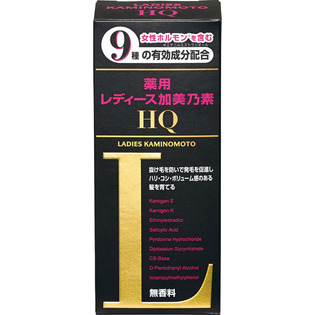 LADIES KAMINOMOTO HQ
女性ホルモン を含む
9種の有効成分配合
薬用
レディース加美乃素
HQ
LADIES KAMINOMOTO
抜け毛を防いで発毛を促進し
ハリ・コシ・ボリューム感のある
髪を育てる
Kamigen E
Kamigen K
Ethinylestradiol
Salicylic Acid
Pyridoxine Hydrochloride
Dipotassium Glycyrrhizinate
CS-Base
D-Pantothenyl Alcohol
Isopropylmethylphenol
L
無香料